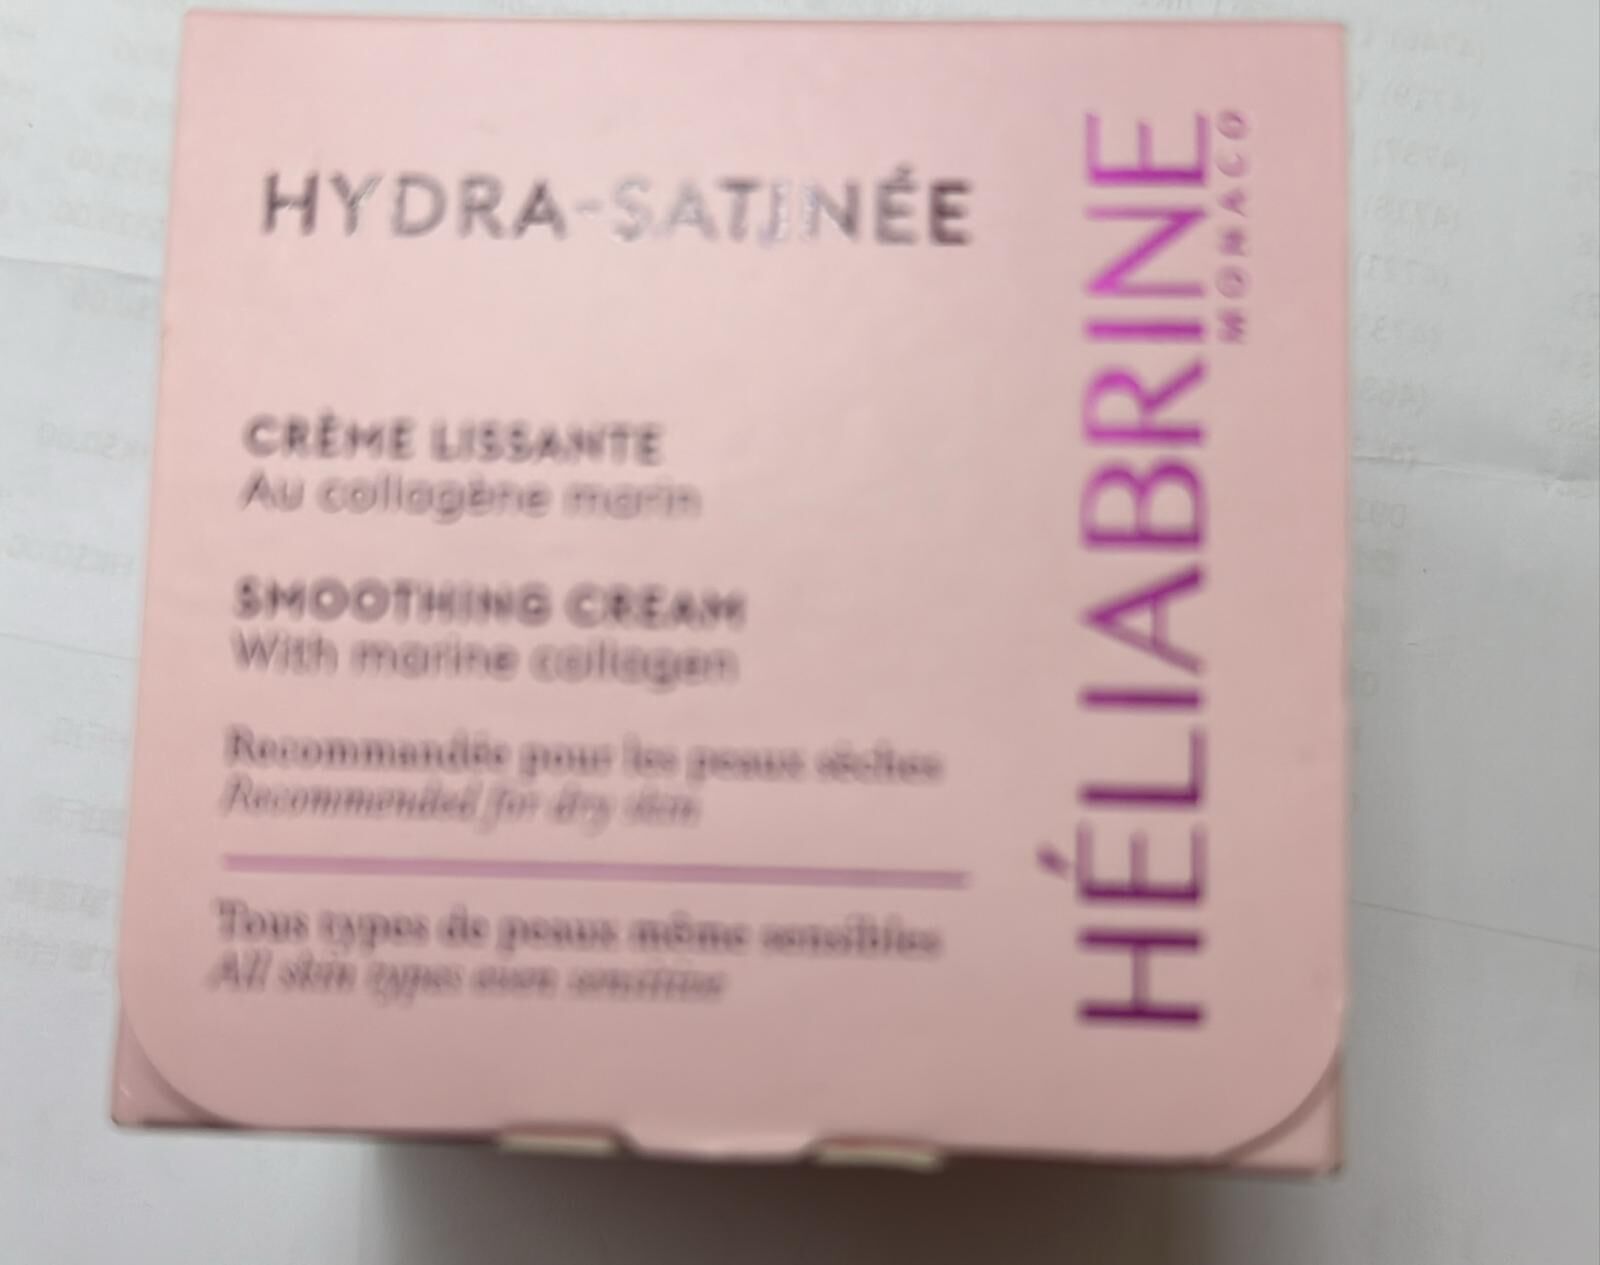 HYDRA-SATINÉE
CRÈME LISSANTE
Au collagène marin
SMOOTHING CREAM
With marine collagen
Recommandée pour les peaux sèches
Recommended for dry skin
Tous types de peaux même sensibles
All skin types even sensitive
HÉLIABRINE
MONACO